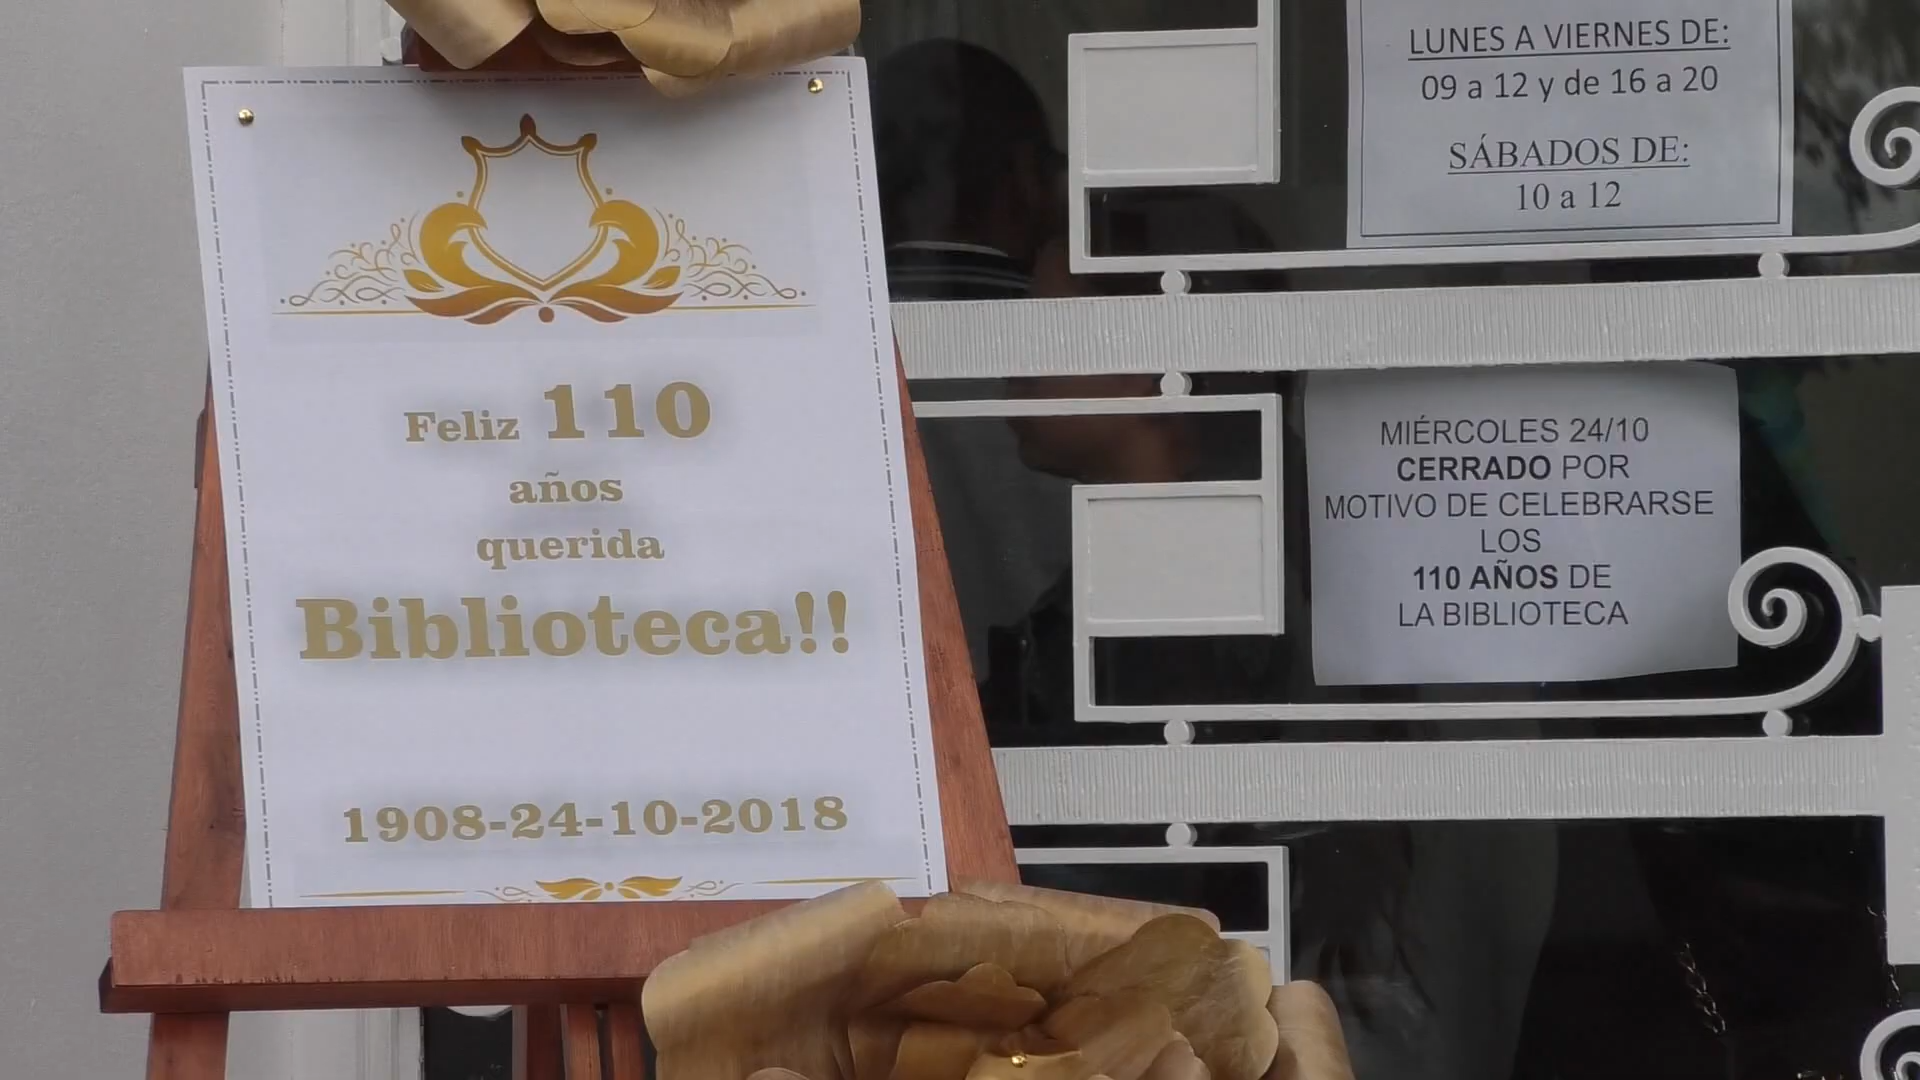 Feliz 110
años
querida
Biblioteca!!
1908-24-10-2018
LUNES A VIERNES DE:
09 a 12 y de 16 a 20
SÁBADOS DE:
10 a 12
MIÉRCOLES 24/10
CERRADO POR
MOTIVO DE CELEBRARSE
LOS
110 AÑOS DE
LA BIBLIOTECA